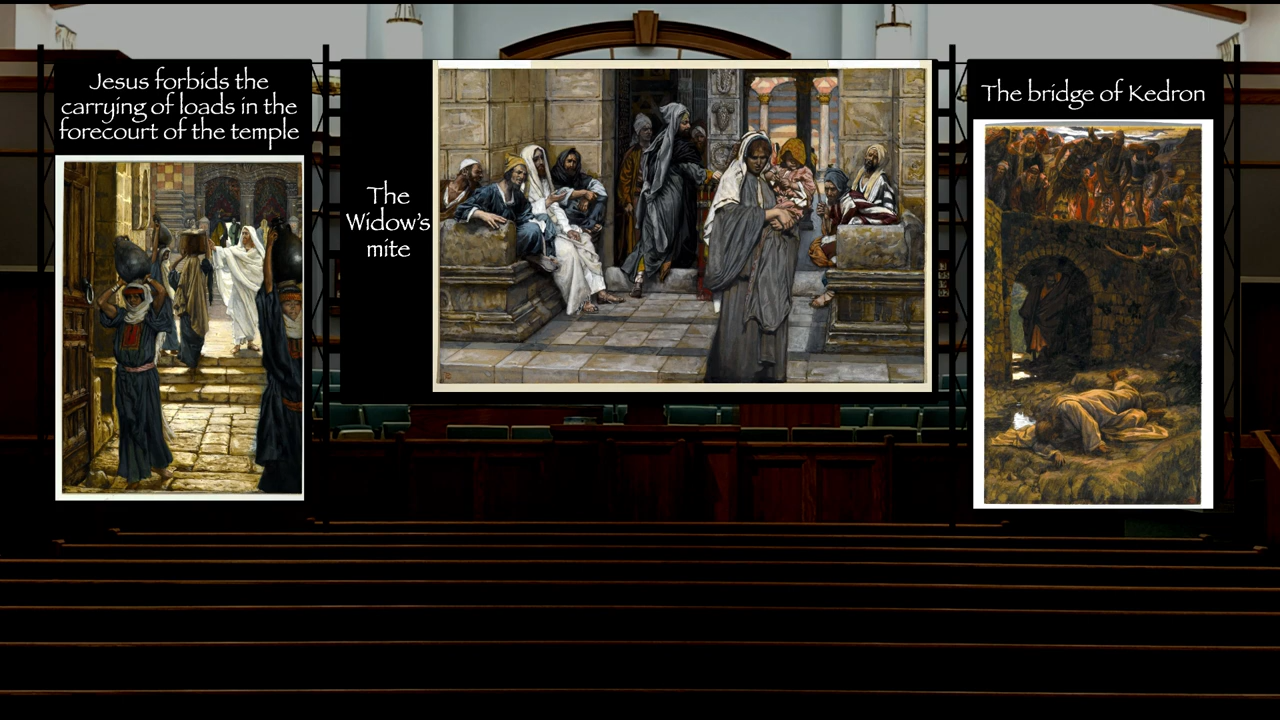 Jesus forbids the
carrying of loads in the
forecourt of the temple
The
Widow's
mite
The bridge of Kedron